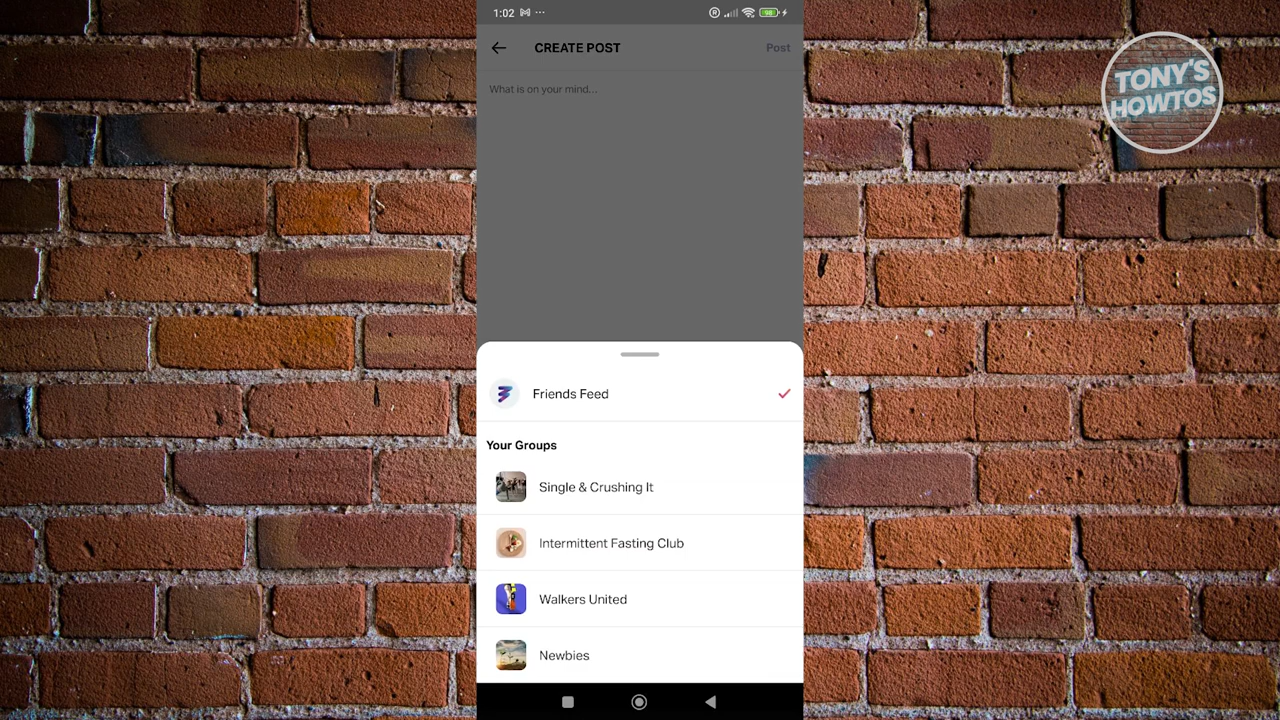 1:02
CREATE POST
Post
What is on your mind...
TONY'S
HOWTOS
Friends Feed
Your Groups
Single & Crushing It
Intermittent Fasting Club
Walkers United
Newbies